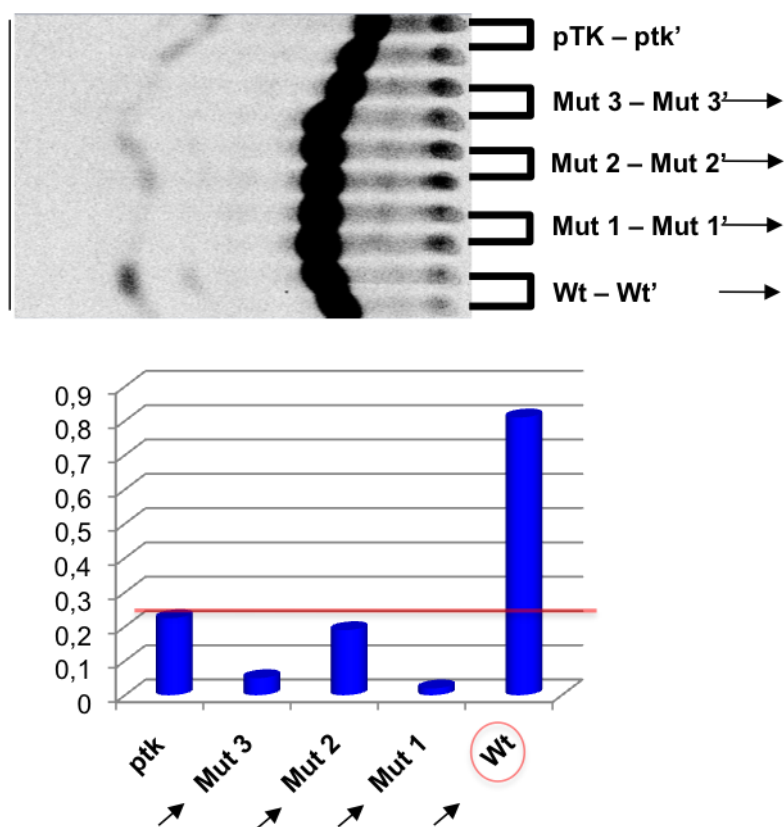 pTK – ptk'
Mut 3 – Mut 3'
Mut 2 – Mut 2'
Mut 1 – Mut 1'
Wt – Wt'
0,9
0,8
0,7
0,6
0,5
0,4
0,3
0,2
0,1
0
ptk
Mut 3
Mut 2
Mut 1
Wt